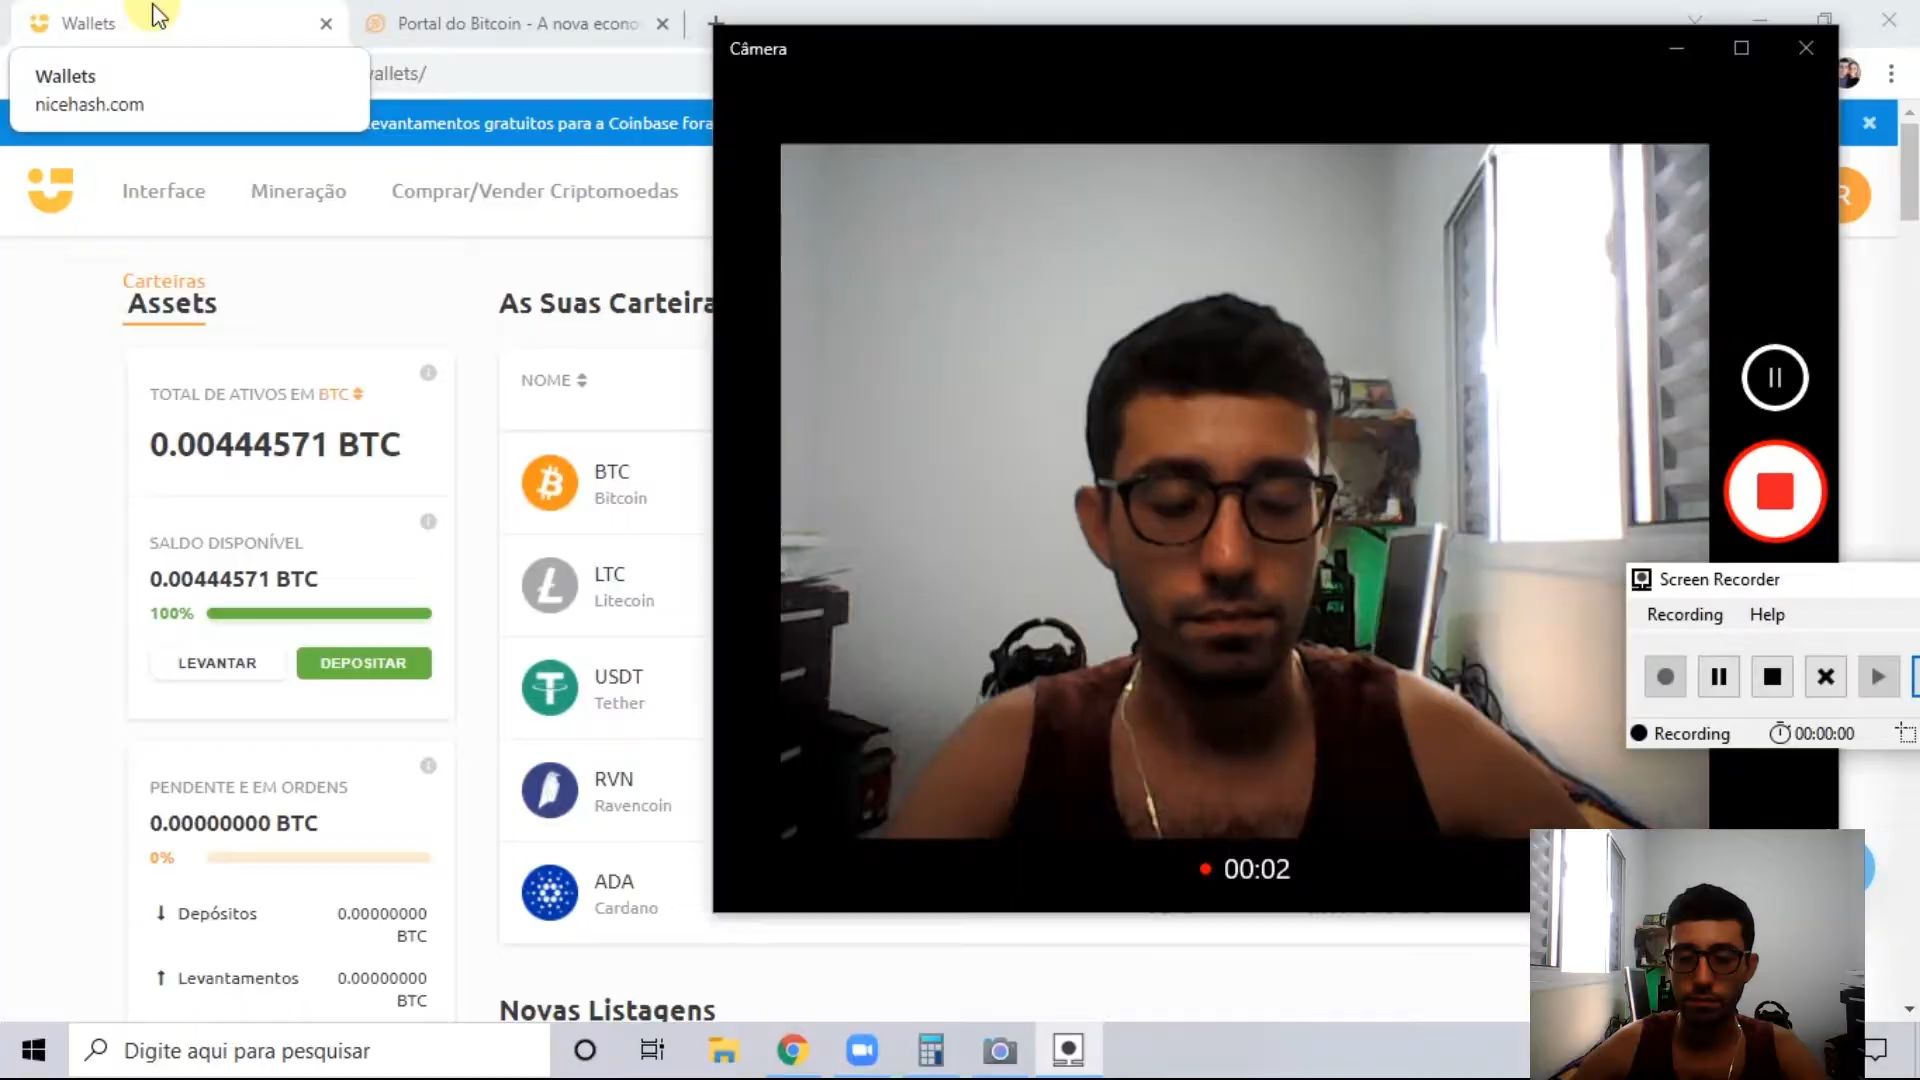 Wallets
Portal do Bitcoin - A nova econo
Wallets
nicehash.com
allets/
levantamentos gratuitos para a Coinbase fora
Interface
Mineração
Comprar/Vender Criptomoedas
R
Carteiras
Assets
TOTAL DE ATIVOS EM BTC
0.00444571 BTC
SALDO DISPONÍVEL
0.00444571 BTC
100%
LEVANTAR
DEPOSITAR
PENDENTE E EM ORDENS
0.00000000 BTC
0%
Depósitos
0.00000000
BTC
Levantamentos
0.00000000
BTC
As Suas Carteira
NOME
BTC
Bitcoin
LTC
Litecoin
USDT
Tether
RVN
Ravencoin
ADA
Cardano
Novas Listagens
Câmera
00:02
Screen Recorder
Recording
Help
Recording
00:00:00
Digite aqui para pesquisar